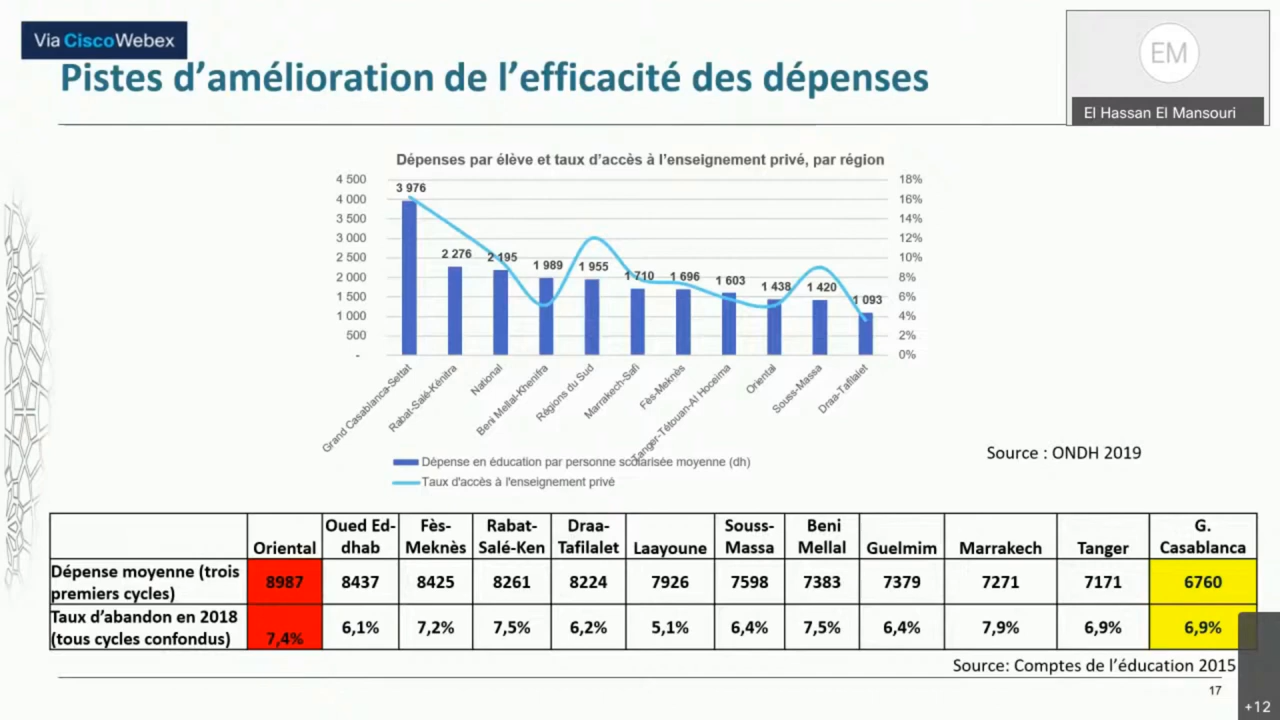 Via Cisco Webex
Pistes d'amélioration de l'efficacité des dépenses
EM
El Hassan El Mansouri
Dépenses par élève et taux d'accès à l'enseignement privé, par région
4 500
4 000
3 500
3 000
2 500
2 000
1 500
1 000
500
-
3 976
2 276
2 195
1 989
1 955
1 710
1 696
1 603
1 438
1 420
1 093
18%
16%
14%
12%
10%
8%
6%
4%
2%
0%
Grand Casablanca-Settat
Rabat-Salé-Kénitra
National
Beni Mellal-Khenifra
Régions du Sud
Marrakech-Safi
Fès-Meknès
Tanger-Tétouan-Al Hoceima
Oriental
Souss-Massa
Draa-Tafilalet
Dépense en éducation par personne scolarisée moyenne (dh)
Taux d'accès à l'enseignement privé
Source : ONDH 2019
Oriental
Oued Ed-
dhab
Fès-
Meknès
Rabat-
Salé-Ken
Draa-
Tafilalet
Laayoune
Souss-
Massa
Beni
Mellal
Guelmim
Marrakech
Tanger
G.
Casablanca
Dépense moyenne (trois
premiers cycles)
8987 8437 8425 8261 8224 7926 7598 7383 7379 7271 7171 6760
Taux d'abandon en 2018
(tous cycles confondus)
7,4% 6,1% 7,2% 7,5% 6,2% 5,1% 6,4% 7,5% 6,4% 7,9% 6,9% 6,9%
Source: Comptes de l'éducation 2015
17
+12